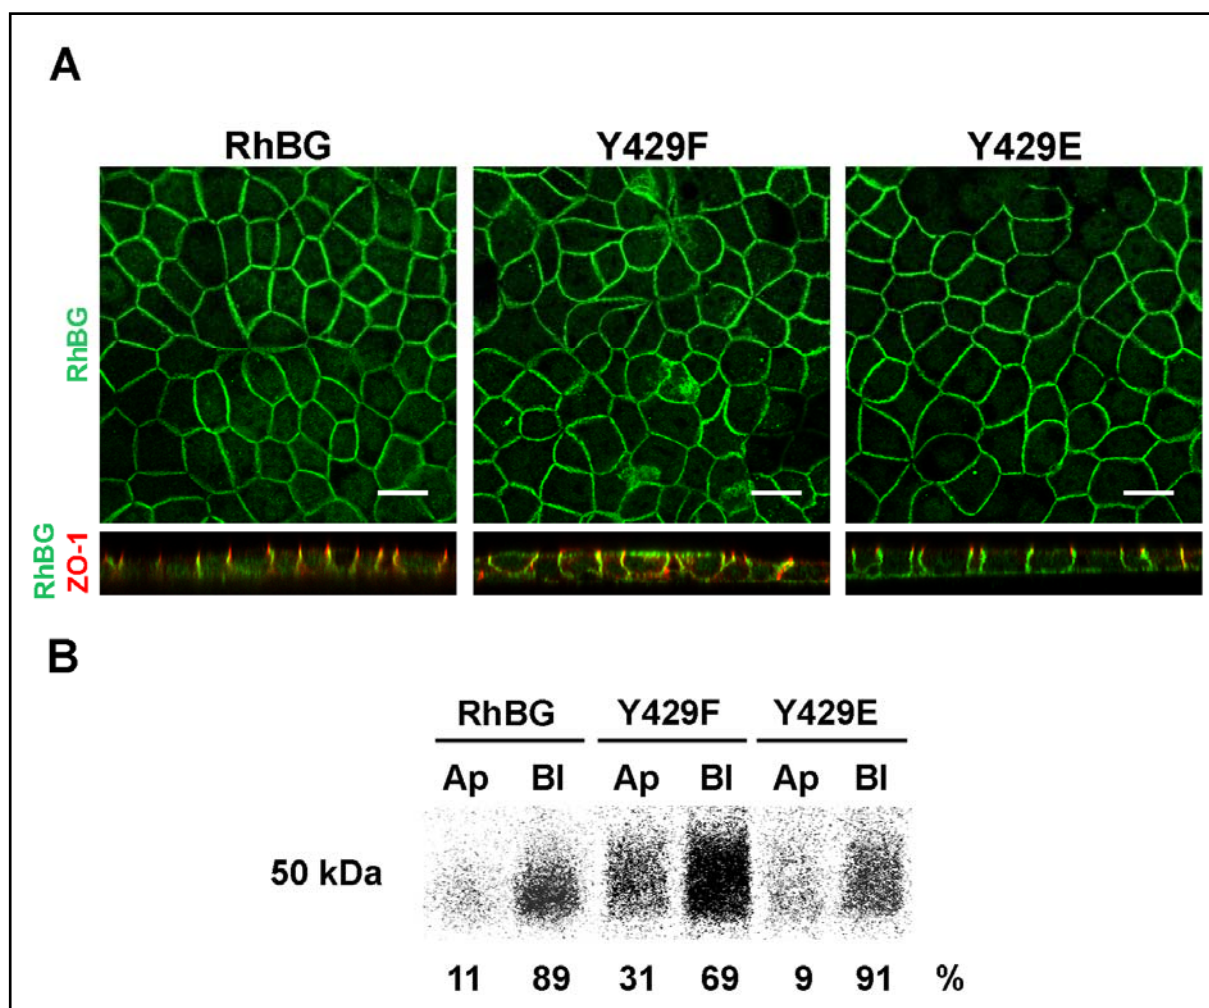 A
RhBG Y429F Y429E
RhBG
RhBG
ZO-1
B
RhBG Y429F Y429E
Ap Bl Ap Bl Ap Bl
50 kDa
11 89 31 69 9 91 %